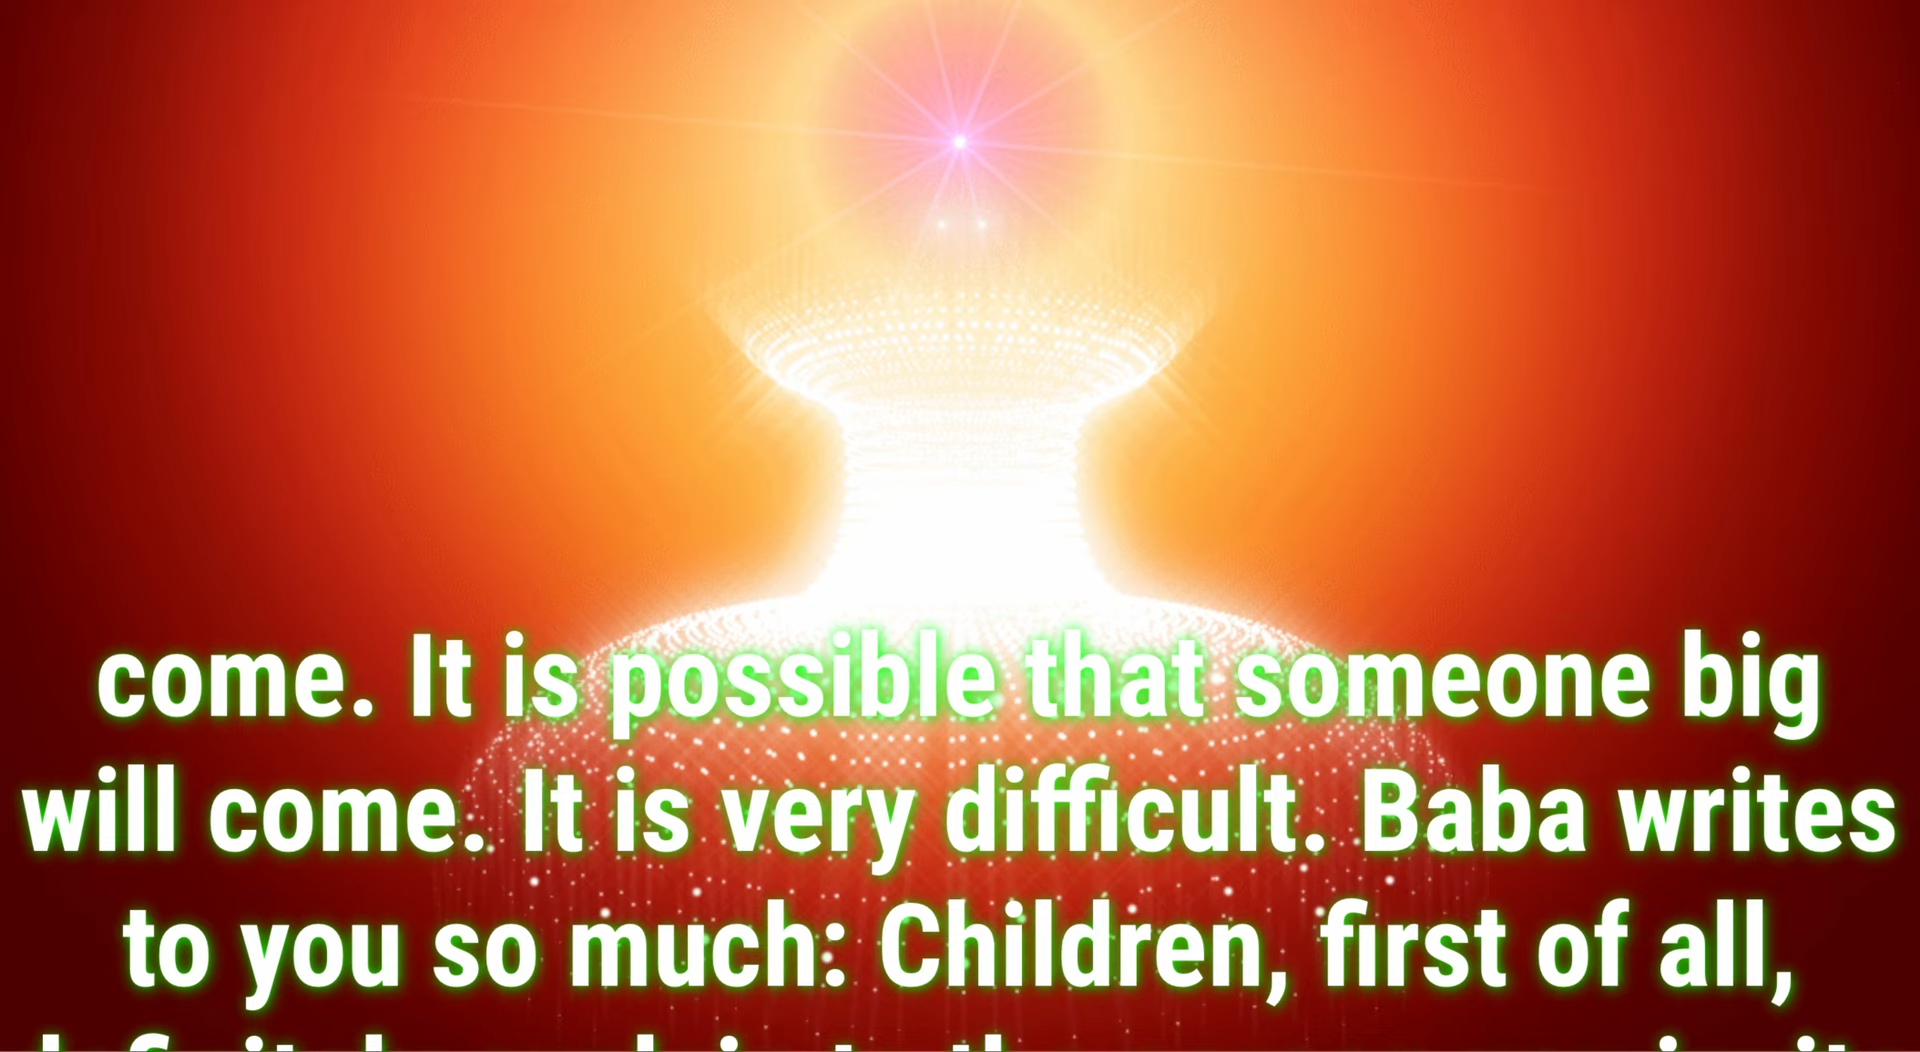 come. It is possible that someone big
will come. It is very difficult. Baba writes
to you so much: Children, first of all,